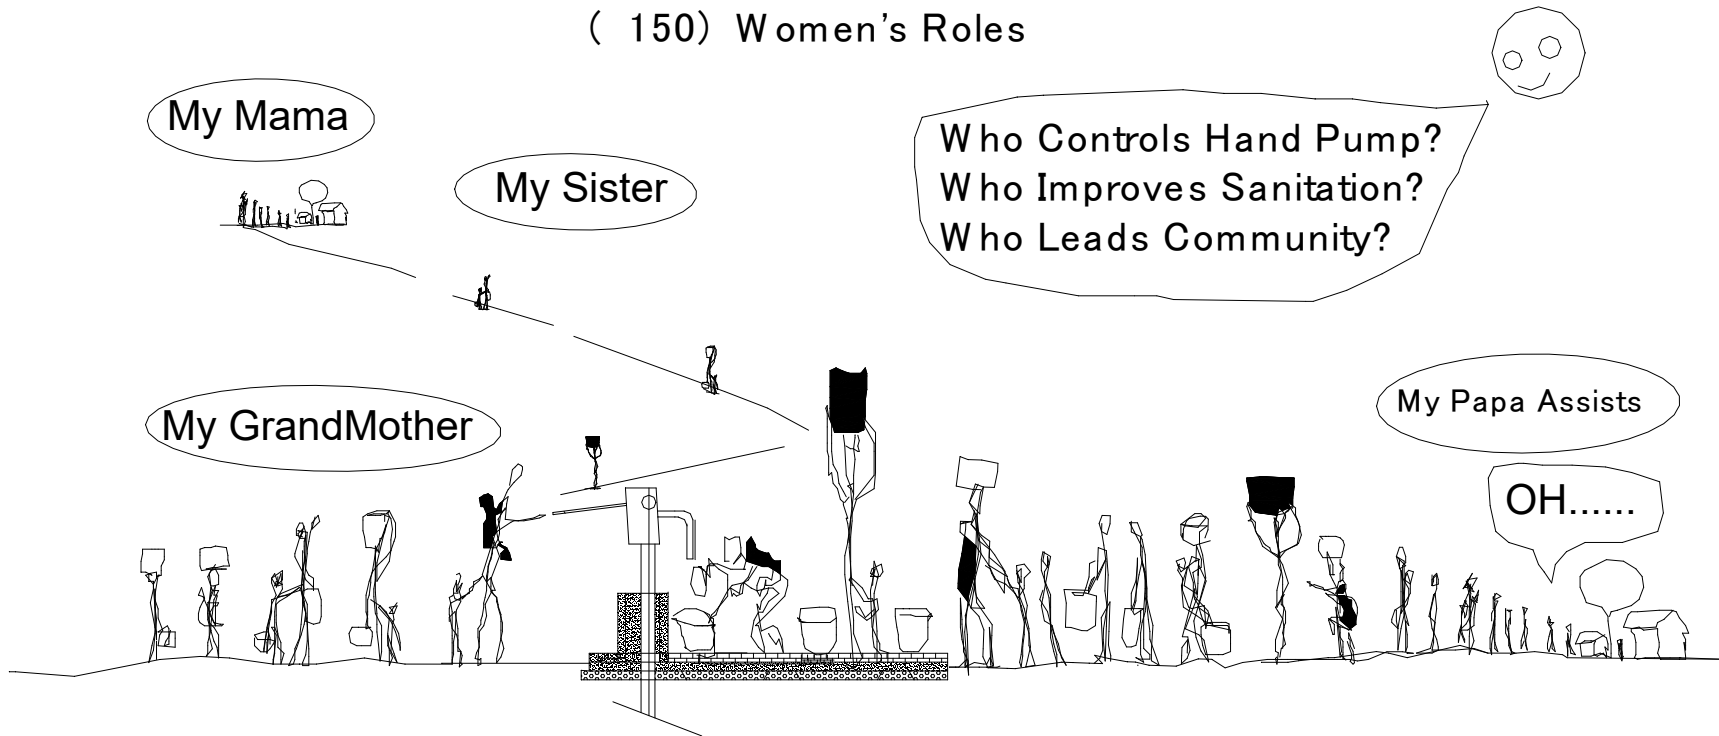 ( 150) Women's Roles
My Mama
My Sister
Who Controls Hand Pump?
Who Improves Sanitation?
Who Leads Community?
My GrandMother
My Papa Assists
OH......